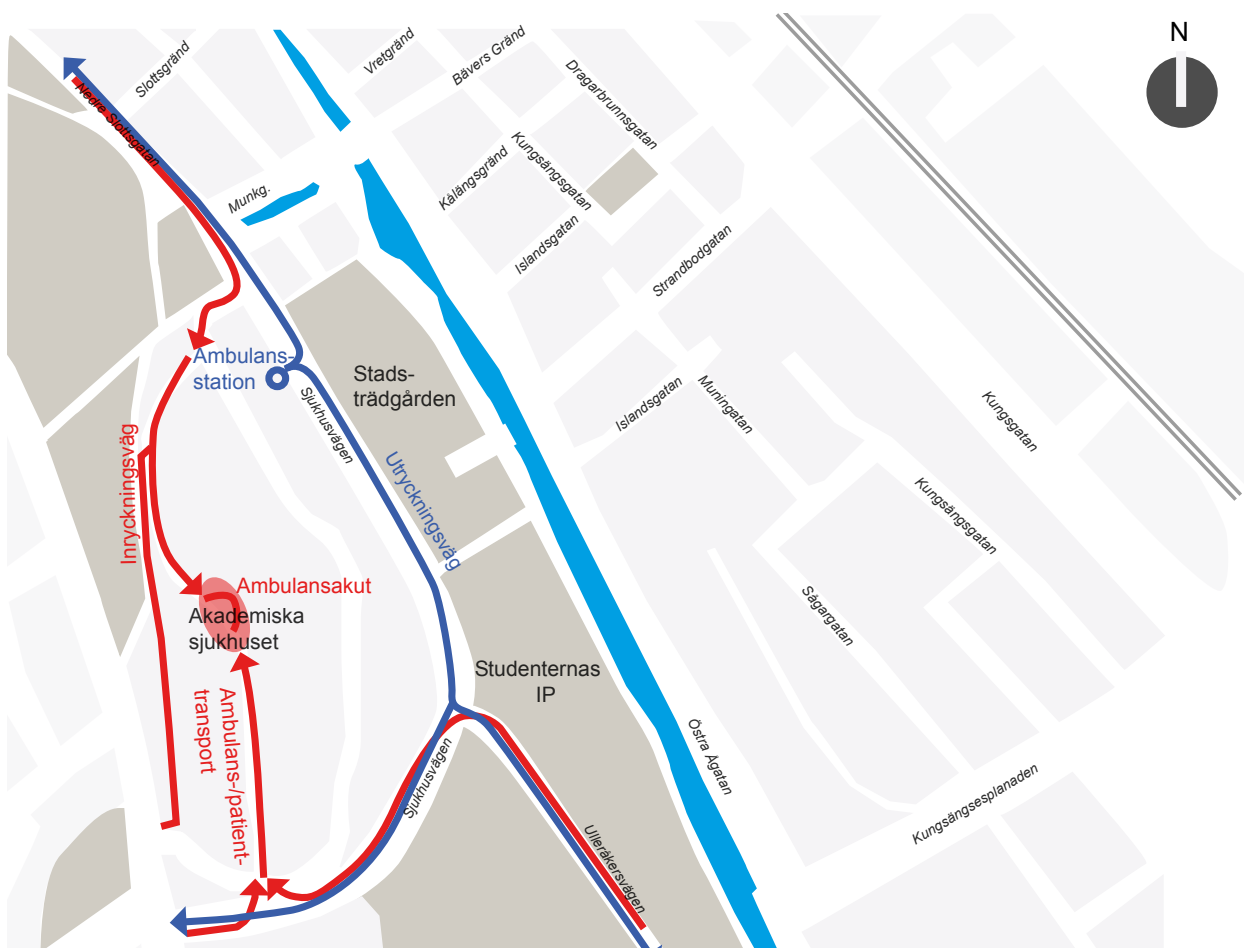 N
Slottsgränd
Vretgränd
Bävers Gränd
Dragarbrunnsgatan
Nedre Slottsgatan
Munkg.
Kålängsgränd
Kungsängsgatan
Islandsgatan
Strandbodgatan
Ambulans-
station
Stads-
trädgården
Sjukhusvägen
Islandsgatan
Muningatan
Kungsgatan
Inryckningsväg
Utryckningsväg
Kungsängsgatan
Ambulansakut
Akademiska
sjukhuset
Sågargatan
Studenternas
IP
Ambulans-/patient-
transport
Sjukhusvägen
Östra Ågatan
Kungsängsesplanaden
Ulleråkersvägen